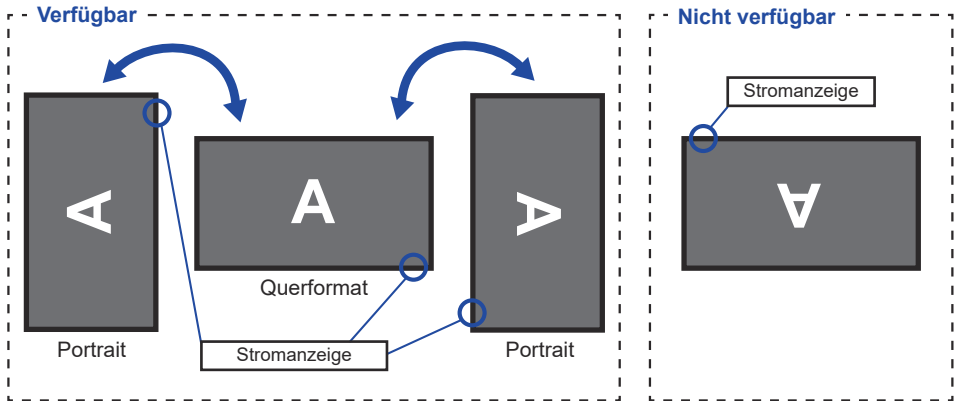 Verfügbar
A
A
A
Portrait
Querformat
Portrait
Stromanzeige
Nicht verfügbar
Stromanzeige
A